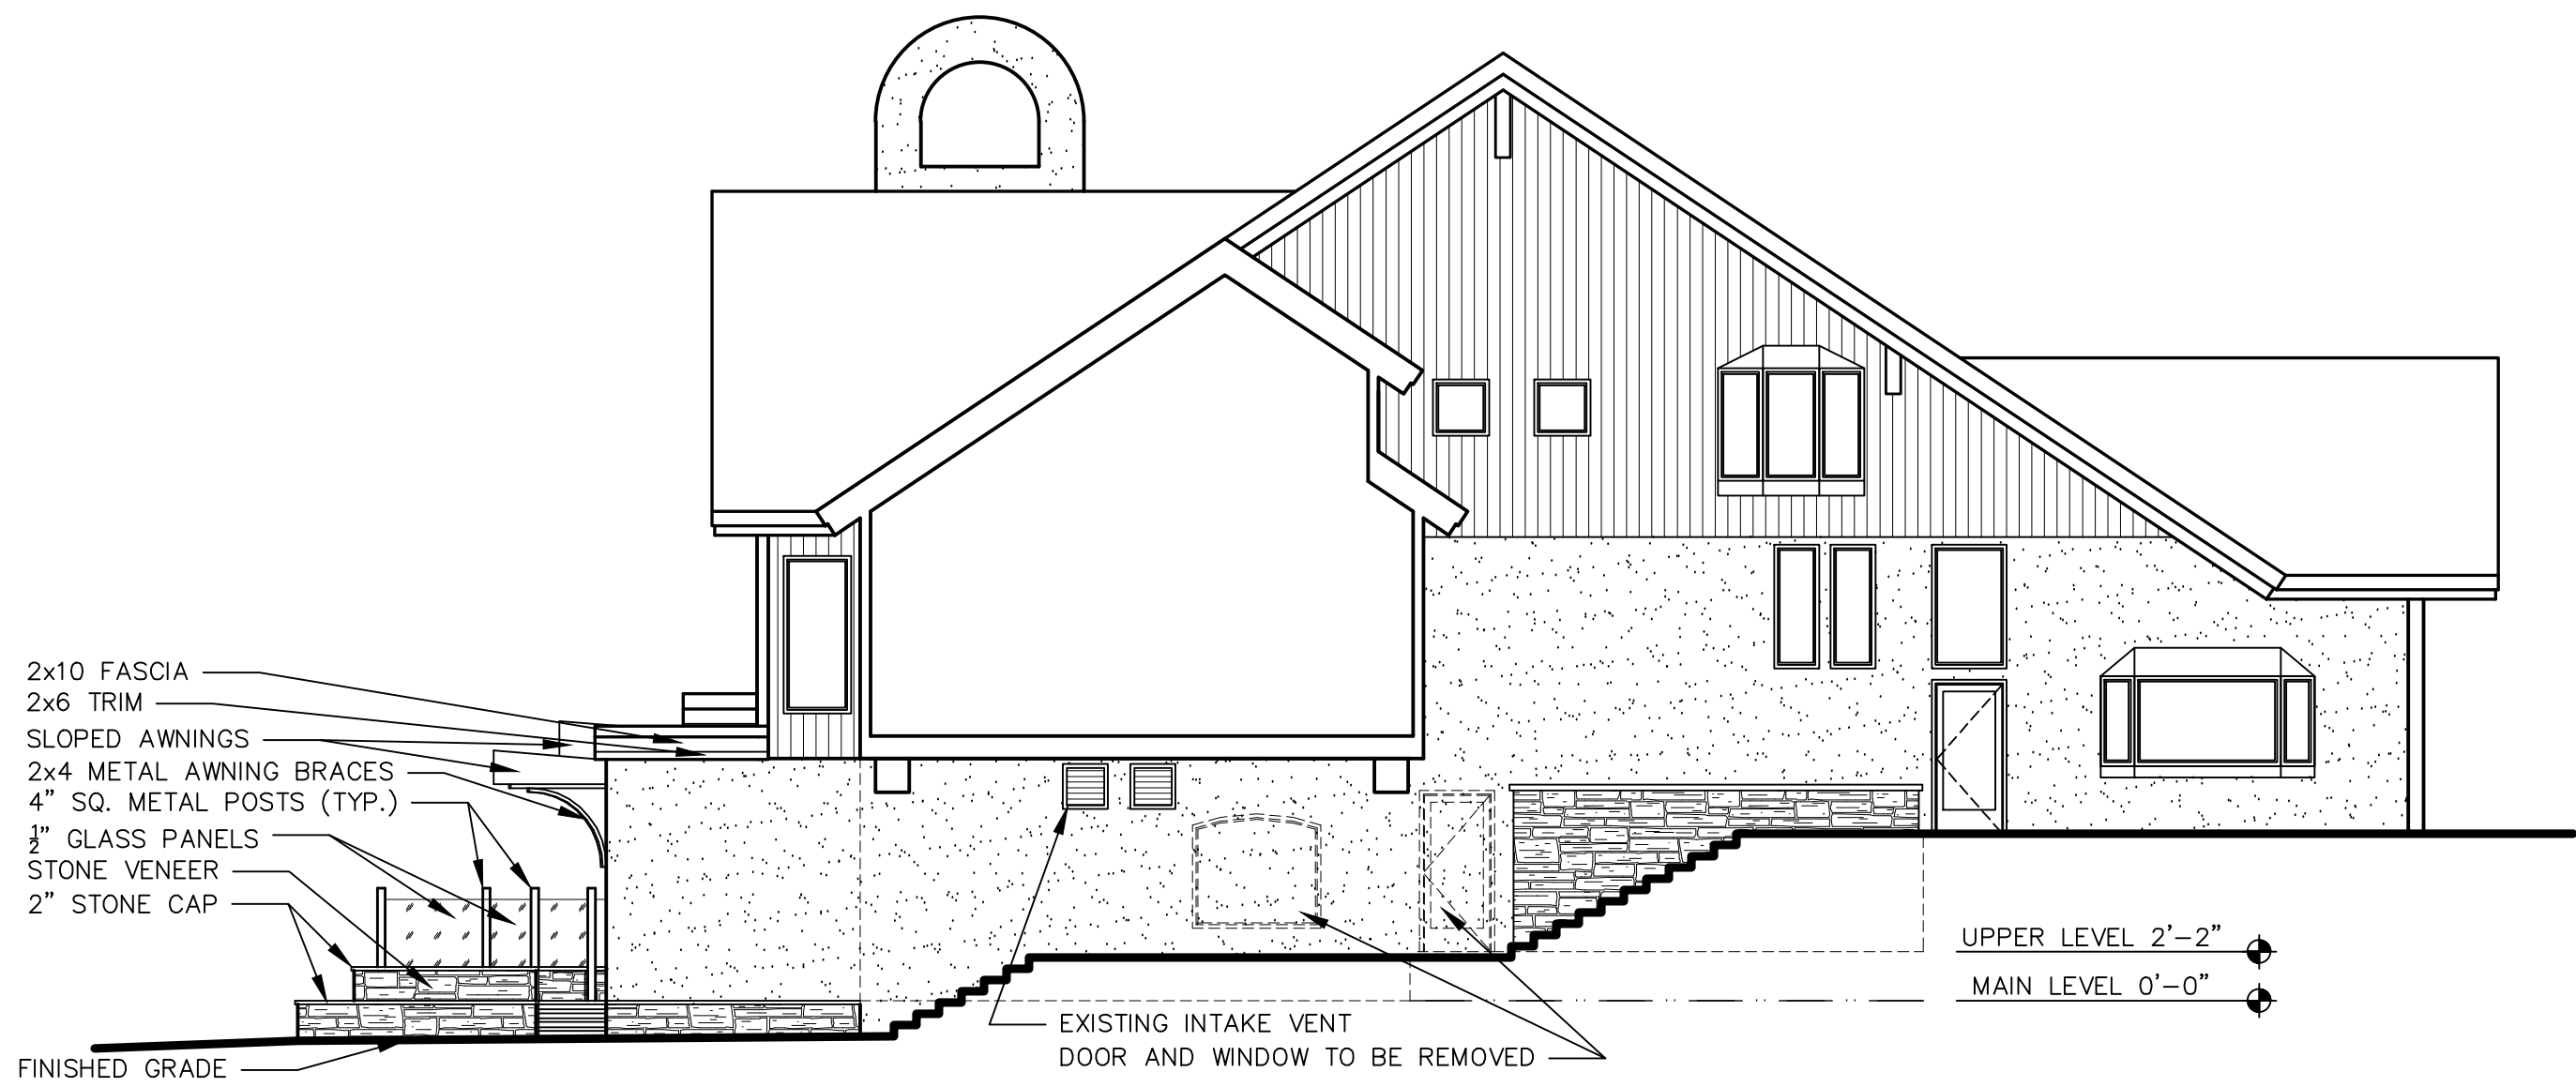 2x10 FASCIA
2x6 TRIM
SLOPED AWNINGS
2x4 METAL AWNING BRACES
4" SQ. METAL POSTS (TYP.)
½" GLASS PANELS
STONE VENEER
2" STONE CAP
FINISHED GRADE
EXISTING INTAKE VENT
DOOR AND WINDOW TO BE REMOVED
UPPER LEVEL 2'-2"
MAIN LEVEL 0'-0"